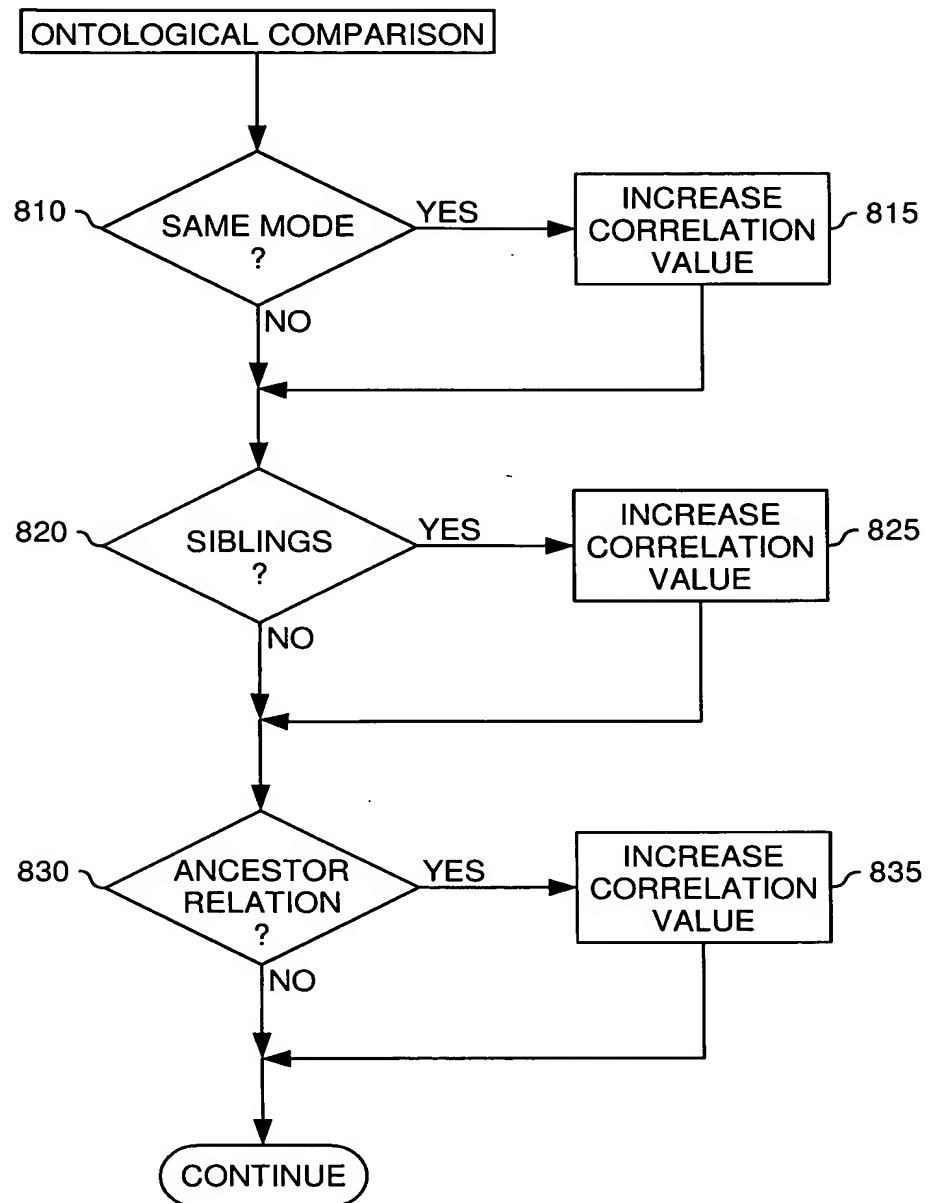 ONTOLOGICAL COMPARISON
810
SAME MODE
?
YES
INCREASE
CORRELATION
VALUE
815
NO
820
SIBLINGS
?
YES
INCREASE
CORRELATION
VALUE
825
NO
830
ANCESTOR
RELATION
?
YES
INCREASE
CORRELATION
VALUE
835
NO
CONTINUE